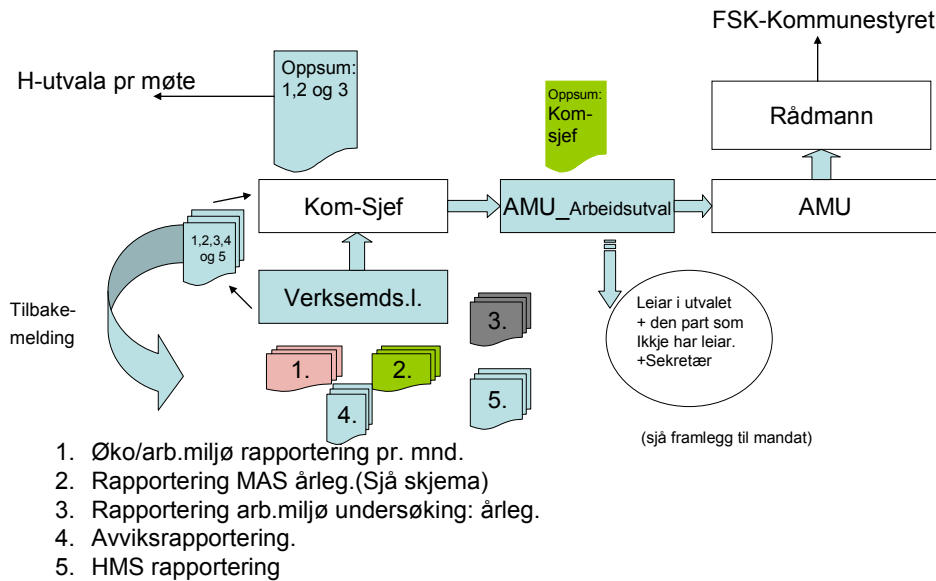 FSK-Kommunestyret
H-utvala pr møte
Oppsum:
1,2 og 3
Oppsum:
Kom-
sjef
Rådmann
Kom-Sjef
AMU_Arbeidsutval
AMU
1,2,3,4
og 5
Verksemds.l.
Tilbake-
melding
3.
Leiar i utvalet
+ den part som
Ikkje har leiar.
+Sekretær
1.
2.
4.
5.
(sjå framlegg til mandat)
1. Øko/arb.miljø rapportering pr. mnd.
2. Rapportering MAS årleg.(Sjå skjema)
3. Rapportering arb.miljø undersøking: årleg.
4. Avviksrapportering.
5. HMS rapportering